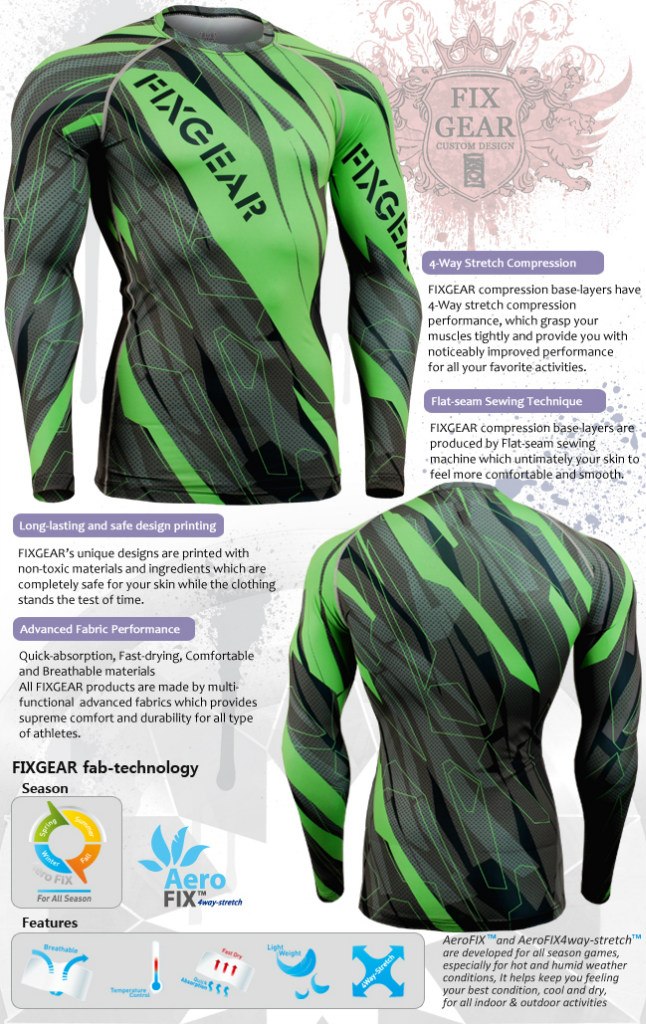 FIXGEAR
FIXGEA
FIX
GEAR
CUSTOM DESIGN
4-Way Stretch Compression
FIXGEAR compression base-layers have
4-Way stretch compression
performance, which grasp your
muscles tightly and provide you with
noticeably improved performance
for all your favorite activities.
Flat-seam Sewing Technique
FIXGEAR compression base-layers are
produced by Flat-seam sewing
machine which untimately your skin to
feel more comfortable and smooth.
Long-lasting and safe design printing
FIXGEAR's unique designs are printed with
non-toxic materials and ingredients which are
completely safe for your skin while the clothing
stands the test of time.
Advanced Fabric Performance
Quick-absorption, Fast-drying, Comfortable
and Breathable materials
All FIXGEAR products are made by multi-
functional advanced fabrics which provides
supreme comfort and durability for all type
of athletes.
FIXGEAR fab-technology
Season
Spring
Summer
Winter
Fall
Aero FIX
For All Season
Aero
FIX™
4way-stretch
Features
Breathable
Temperature
Control
Fast Dry
Quick
Absorption
Light
Weight
4Way-Stretch
AeroFIX™and AeroFIX4way-stretch™
are developed for all season games,
especially for hot and humid weather
conditions, It helps keep you feeling
your best condition, cool and dry,
for all indoor & outdoor activities